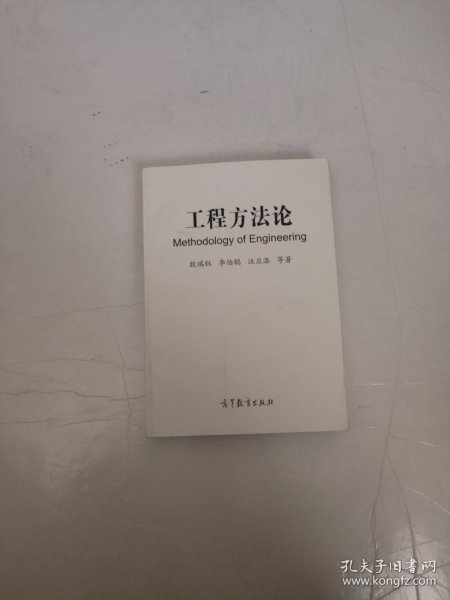 工程方法论
Methodology of Engineering
殷瑞钰 李伯聪 汪应洛 等著
高等教育出版社
孔夫子旧书网
www.kongfz.com